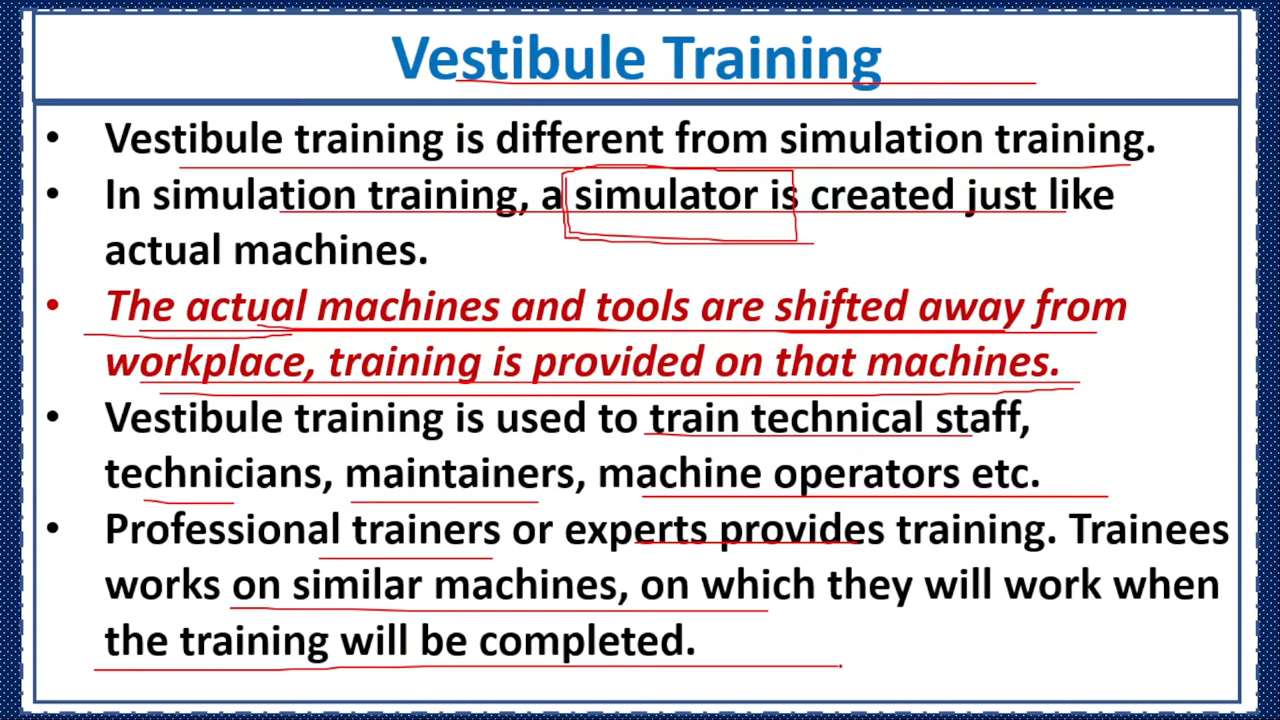 Vestibule Training
• Vestibule training is different from simulation training.
• In simulation training, a simulator is created just like
actual machines.
• The actual machines and tools are shifted away from
workplace, training is provided on that machines.
• Vestibule training is used to train technical staff,
technicians, maintainers, machine operators etc.
• Professional trainers or experts provides training. Trainees
works on similar machines, on which they will work when
the training will be completed.